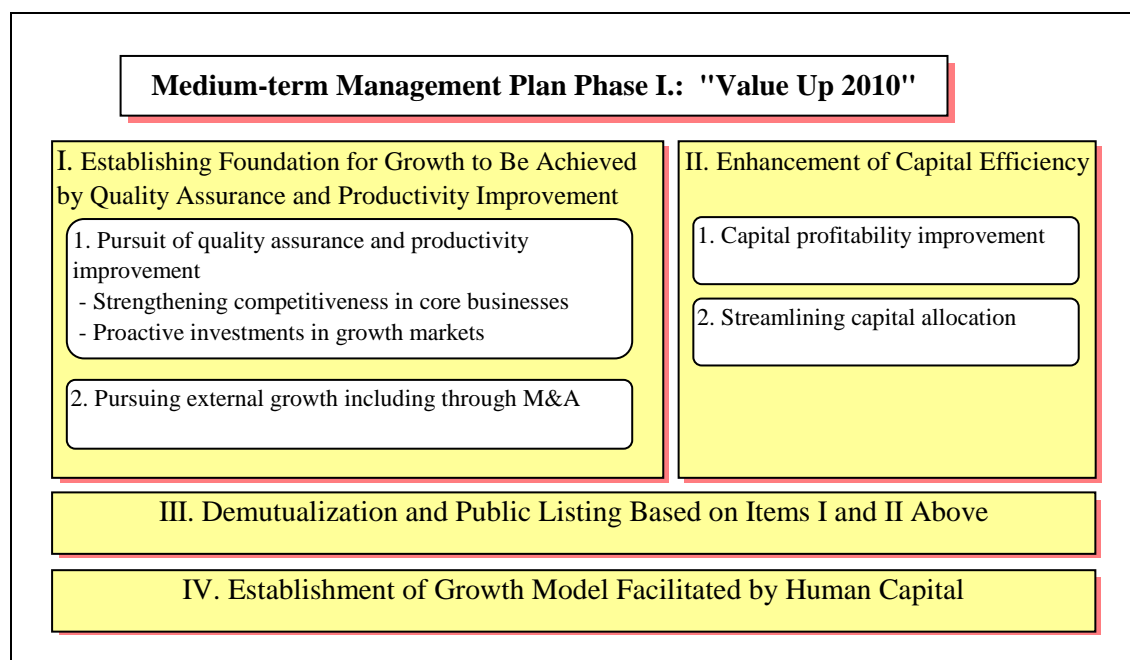 Medium-term Management Plan Phase I.: "Value Up 2010"
I. Establishing Foundation for Growth to Be Achieved
by Quality Assurance and Productivity Improvement
1. Pursuit of quality assurance and productivity
improvement
- Strengthening competitiveness in core businesses
- Proactive investments in growth markets
2. Pursuing external growth including through M&A
II. Enhancement of Capital Efficiency
1. Capital profitability improvement
2. Streamlining capital allocation
III. Demutualization and Public Listing Based on Items I and II Above
IV. Establishment of Growth Model Facilitated by Human Capital